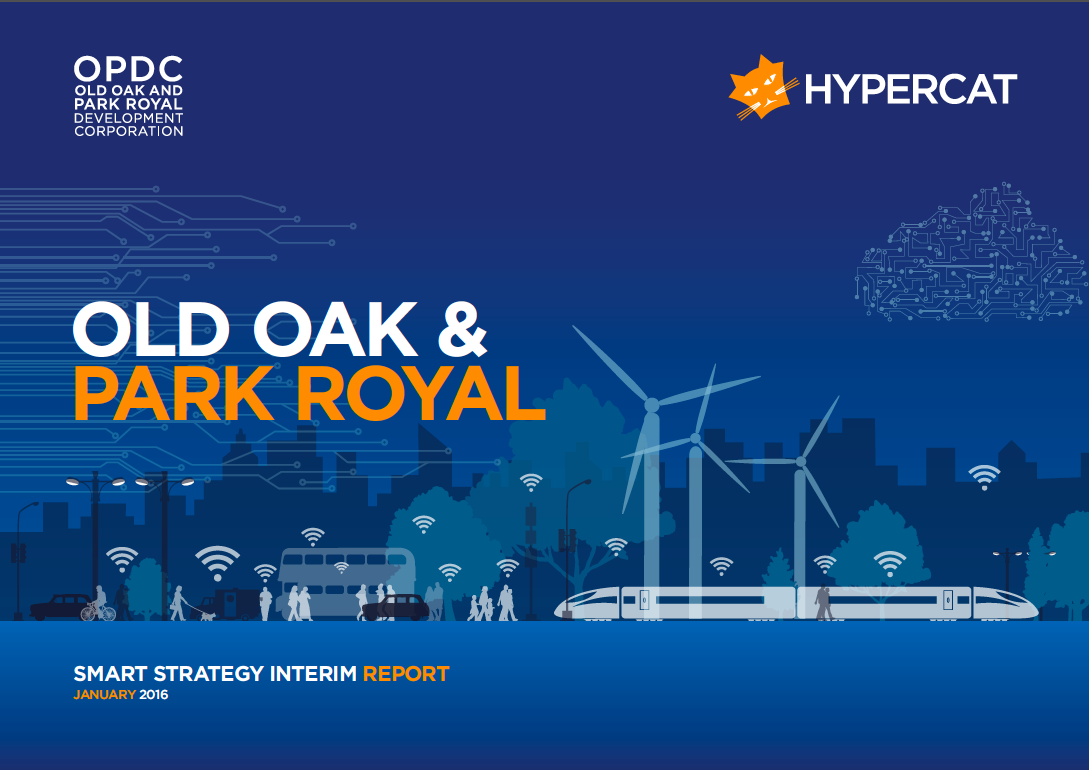 OPDC
OLD OAK AND
PARK ROYAL
DEVELOPMENT
CORPORATION
HYPERCAT
OLD OAK &
PARK ROYAL
SMART STRATEGY INTERIM REPORT
JANUARY 2016